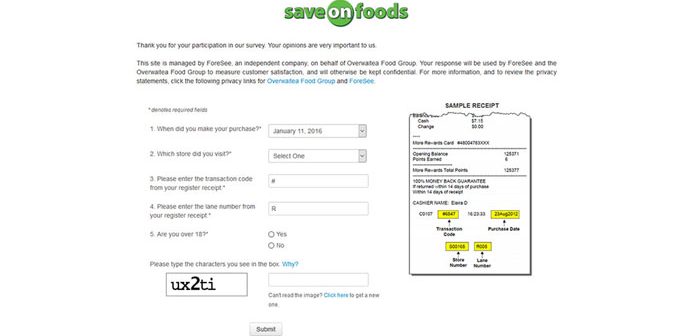 save on foods
Thank you for your participation in our survey. Your opinions are very important to us.
This site is managed by ForeSee, an independent company, on behalf of Overwaitea Food Group. Your response will be used by ForeSee and the
Overwaitea Food Group to measure customer satisfaction, and will otherwise be kept confidential. For more information, and to review the privacy
statements, click the following privacy links for Overwaitea Food Group and ForeSee.
* denotes required fields
1. When did you make your purchase?*
January 11, 2016
2. Which store did you visit?*
Select One
3. Please enter the transaction code
from your register receipt.*
#
4. Please enter the lane number from
your register receipt.*
R
5. Are you over 18?*
Yes
No
Please type the characters you see in the box. Why?
ux2ti
Can't read the image? Click here to get a new
one.
Submit
SAMPLE RECEIPT
Cash $7.15
Change $0.00
More Rewards Card #48004783XXX
Opening Balance 125371
Points Earned 6
More Rewards Total Points 125377
100% MONEY BACK GUARANTEE
If returned within 14 days of purchase
Within 14 days
CASHIER NAME: Elaira D
C0107 #6847 16:23:33 23Aug2012
Transaction
Code
Purchase Date
S00166 R005
Store
Number
Lane
Number